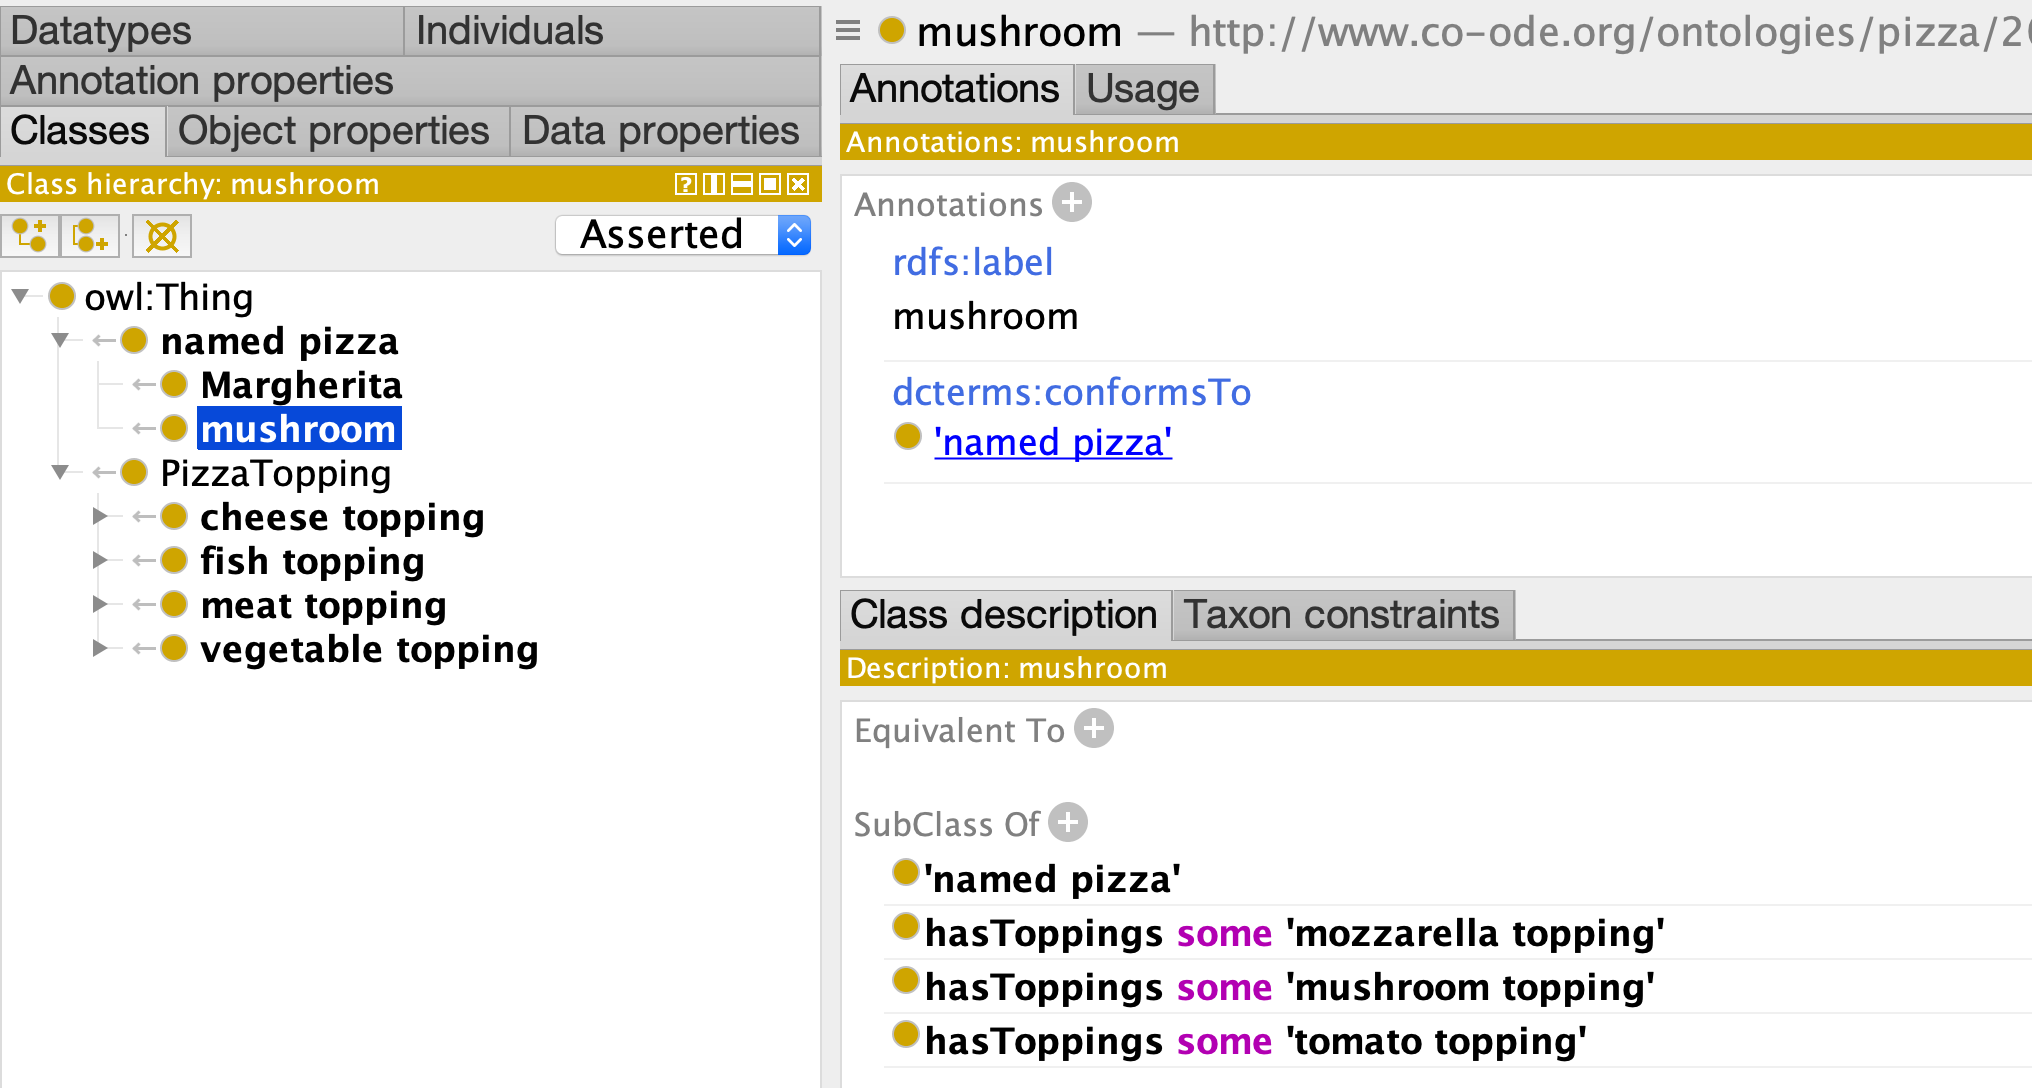 Datatypes Individuals
Annotation properties
Classes Object properties Data properties
Class hierarchy: mushroom
Asserted
owl:Thing
named pizza
Margherita
mushroom
PizzaTopping
cheese topping
fish topping
meat topping
vegetable topping
mushroom — http://www.co-ode.org/ontologies/pizza/2
Annotations Usage
Annotations: mushroom
Annotations
rdfs:label
mushroom
dcterms:conformsTo
'named pizza'
Class description Taxon constraints
Description: mushroom
Equivalent To
SubClass Of
'named pizza'
hasToppings some 'mozzarella topping'
hasToppings some 'mushroom topping'
hasToppings some 'tomato topping'